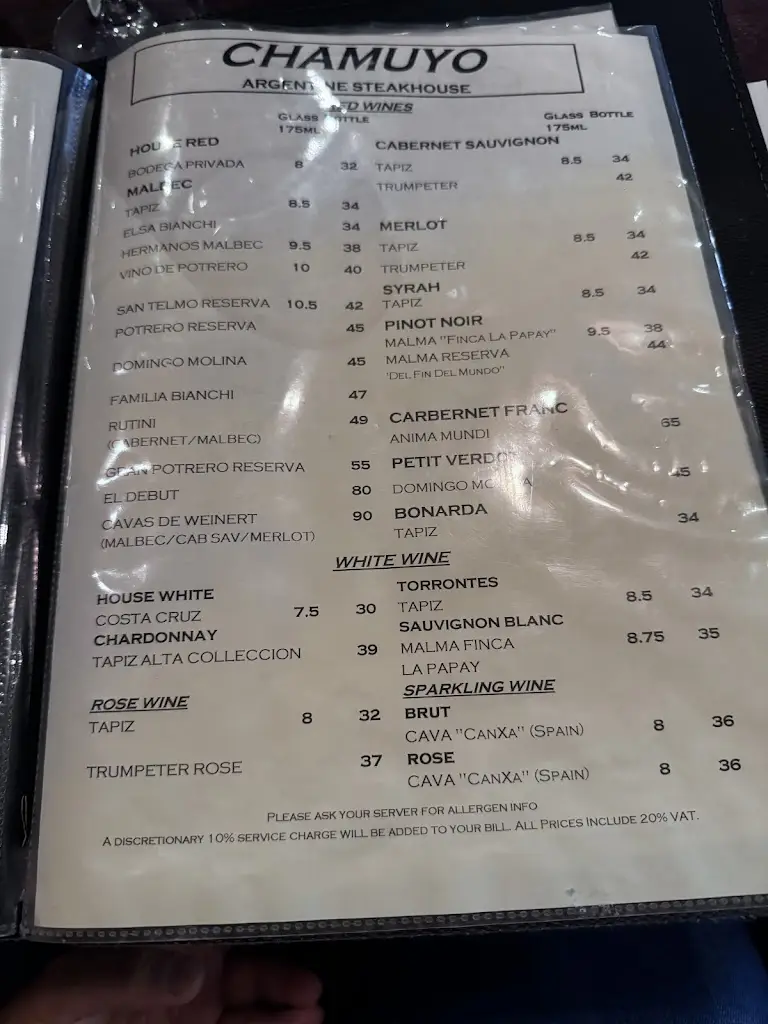 CHAMUYO
ARGENTINE STEAKHOUSE
RED WINES
GLASS BOTTLE
175ML
HOUSE RED
BODEGA PRIVADA 8 32
MALBEC
TAPIZ 8.5 34
ELSA BIANCHI 34
HERMANOS MALBEC 9.5 38
VINO DE POTRERO 10 40
SAN TELMO RESERVA 10.5 42
POTRERO RESERVA 45
DOMINGO MOLINA 45
FAMILIA BIANCHI 47
RUTINI 49
(CABERNET/MALBEC)
GRAN POTRERO RESERVA 55
EL DEBUT 80
CAVAS DE WEINERT 90
(MALBEC/CAB SAV/MERLOT)
GLASS BOTTLE
175ML
CABERNET SAUVIGNON
TAPIZ 8.5 34
TRUMPETER 42
MERLOT
TAPIZ 8.5 34
TRUMPETER 42
SYRAH
TAPIZ 8.5 34
PINOT NOIR
MALMA "FINCA LA PAPAY" 9.5 38
MALMA RESERVA 44
'DEL FIN DEL MUNDO"
CARBERNET FRANC
ANIMA MUNDI 65
PETIT VERDOT
DOMINGO MOLINA 45
BONARDA
TAPIZ 34
WHITE WINE
HOUSE WHITE
COSTA CRUZ 7.5 30
CHARDONNAY
TAPIZ ALTA COLLECCION 39
TORRONTES
TAPIZ 8.5 34
SAUVIGNON BLANC
MALMA FINCA 8.75 35
LA PAPAY
ROSE WINE
TAPIZ 8 32
TRUMPETER ROSE 37
SPARKLING WINE
BRUT
CAVA "CANXA" (SPAIN) 8 36
ROSE
CAVA "CANXA" (SPAIN) 8 36
PLEASE ASK YOUR SERVER FOR ALLERGEN INFO
A DISCRETIONARY 10% SERVICE CHARGE WILL BE ADDED TO YOUR BILL. ALL PRICES INCLUDE 20% VAT.